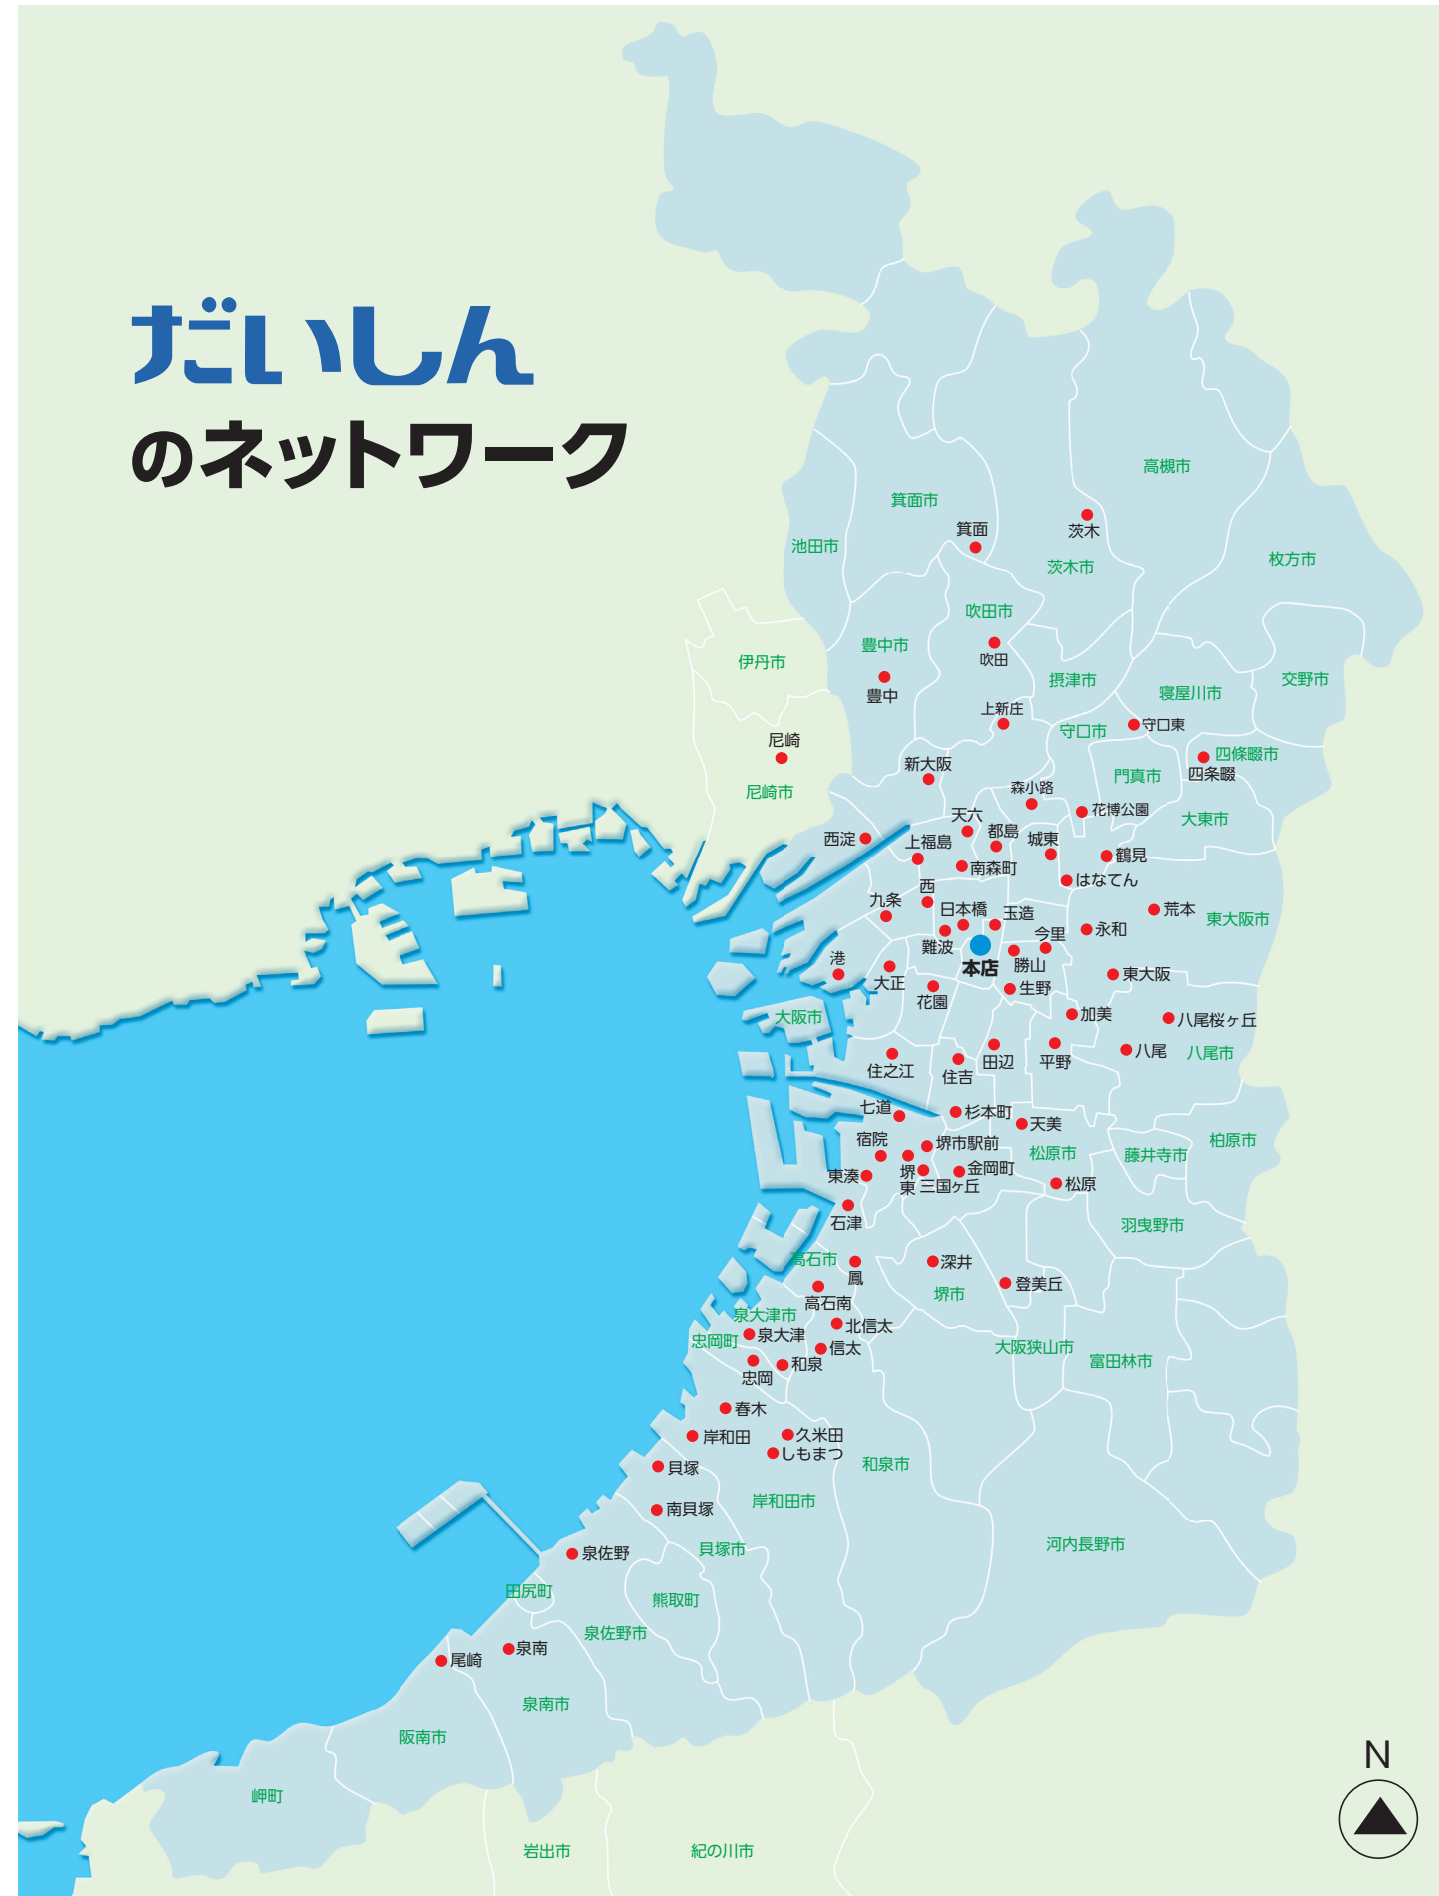 だいしん
のネットワーク
高槻市
箕面市
箕面
茨木
池田市
枚方市
茨木市
吹田市
豊中市
伊丹市
吹田
摂津市
交野市
寝屋川市
豊中
上新庄
守口市
守口東
尼崎
四條畷市
新大阪
門真市
四条畷
尼崎市
森小路
花博公園
天六
大東市
都島
西淀
上福島
城東
鶴見
南森町
はなてん
西
九条
日本橋
玉造
荒本
東大阪市
永和
今里
難波
港
本店
勝山
東大阪
大正
生野
花園
大阪市
加美
八尾桜ヶ丘
八尾
八尾市
住之江
田辺
平野
住吉
七道
杉本町
天美
宿院
堺市駅前
柏原市
松原市
藤井寺市
金岡町
東湊
堺東
三国ヶ丘
松原
石津
羽曳野市
高石市
深井
鳳
登美丘
堺市
高石南
泉大津市
北信太
泉大津
忠岡町
信太
大阪狭山市
富田林市
和泉
忠岡
春木
岸和田
久米田
しもまつ
和泉市
貝塚
岸和田市
南貝塚
河内長野市
貝塚市
泉佐野
田尻町
熊取町
泉佐野市
泉南
尾崎
泉南市
阪南市
N
岬町
岩出市
紀の川市